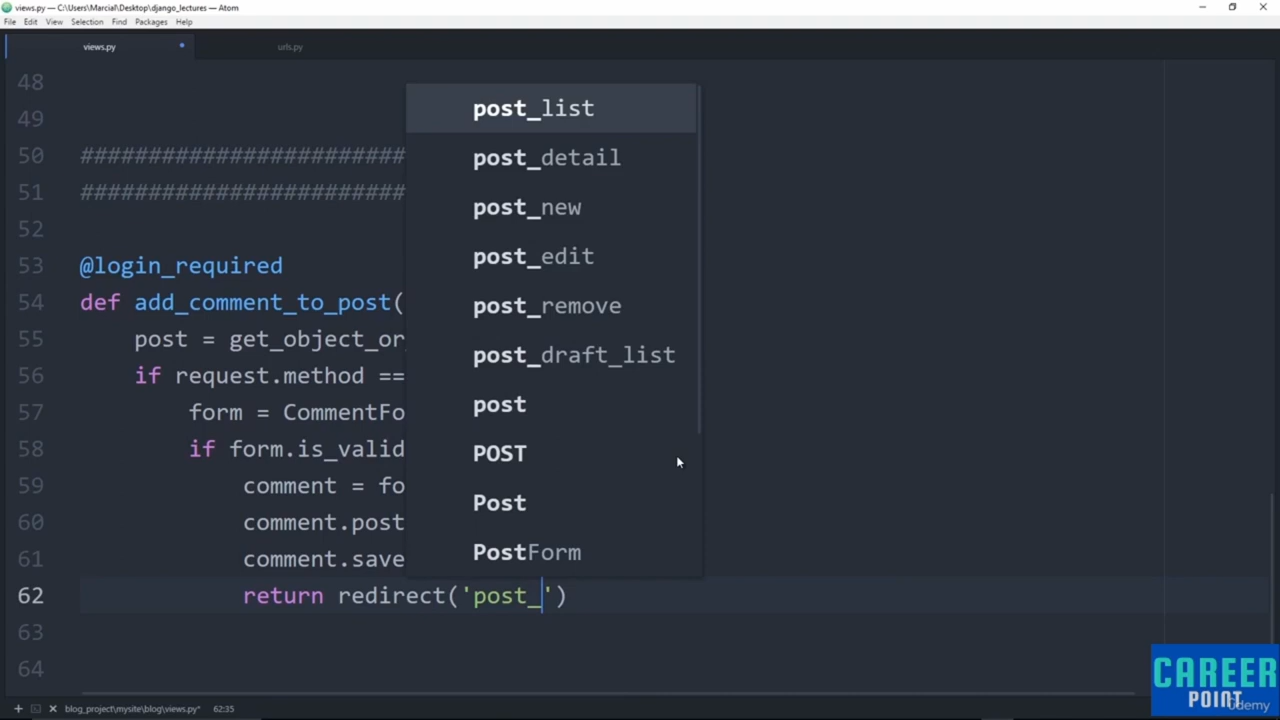 views.py — C:\Users\Marcial\Desktop\django_lectures — Atom
File Edit View Selection Find Packages Help
views.py urls.py
48
49
50 ########################
51 ########################
52
53 @login_required
54 def add_comment_to_post(
55 post = get_object_or
56 if request.method ==
57 form = CommentFo
58 if form.is_valid
59 comment = fo
60 comment.post
61 comment.save
62 return redirect('post_')
63
64
post_list
post_detail
post_new
post_edit
post_remove
post_draft_list
post
POST
Post
PostForm
blog_project\mysite\blog\views.py* 62:35
CAREER
POINT
Udemy